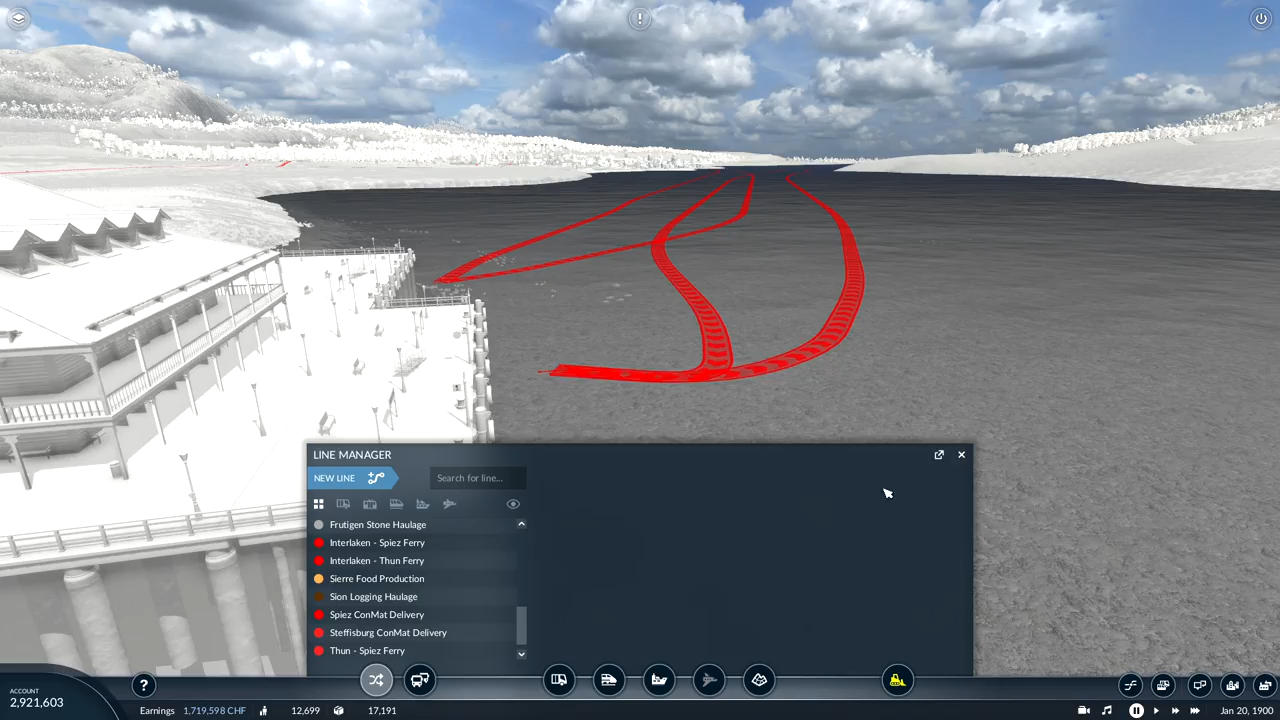 LINE MANAGER
NEW LINE
Search for line...
Frutigen Stone Haulage
Interlaken - Spiez Ferry
Interlaken - Thun Ferry
Sierre Food Production
Sion Logging Haulage
Spiez ConMat Delivery
Steffisburg ConMat Delivery
Thun - Spiez Ferry
ACCOUNT
2,921,603
?
Earnings 1,719,598 CHF 12,699 17,191
Jan 20, 1900